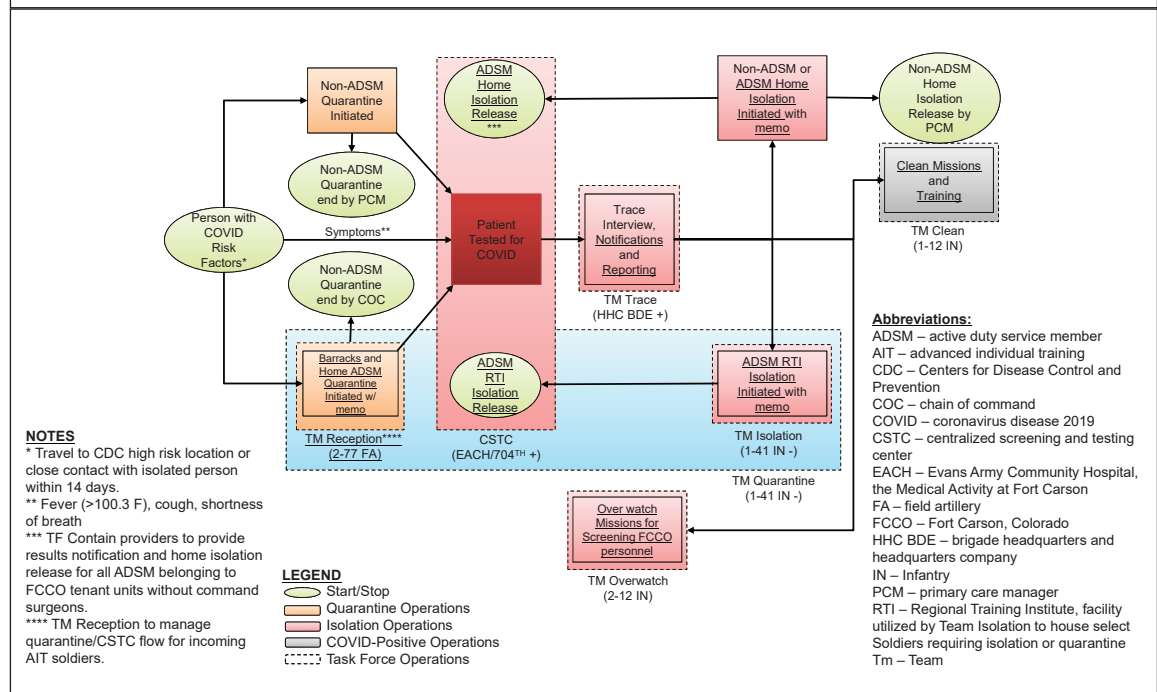 Non-ADSM
Quarantine
Initiated
ADSM
Home
Isolation
Release
***
Non-ADSM or
ADSM Home
Isolation
Initiated with
memo
Non-ADSM
Home
Isolation
Release by
PCM
Non-ADSM
Quarantine
end by PCM
Clean Missions
and
Training
TM Clean
(1-12 IN)
Person with
COVID
Risk
Factors*
Symptoms**
Patient
Tested for
COVID
Trace
Interview,
Notifications
and
Reporting
TM Trace
(HHC BDE +)
Non-ADSM
Quarantine
end by COC
Barracks and
Home ADSM
Quarantine
Initiated w/
memo
TM Reception****
(2-77 FA)
ADSM
RTI
Isolation
Release
CSTC
(EACH/704TH +)
ADSM RTI
Isolation
Initiated with
memo
TM Isolation
(1-41 IN -)
TM Quarantine
(1-41 IN -)
Over watch
Missions for
Screening FCCO
personnel
TM Overwatch
(2-12 IN)
NOTES
* Travel to CDC high risk location or
close contact with isolated person
within 14 days.
** Fever (>100.3 F), cough, shortness
of breath
*** TF Contain providers to provide
results notification and home isolation
release for all ADSM belonging to
FCCO tenant units without command
surgeons.
**** TM Reception to manage
quarantine/CSTC flow for incoming
AIT soldiers.
LEGEND
Start/Stop
Quarantine Operations
Isolation Operations
COVID-Positive Operations
Task Force Operations
Abbreviations:
ADSM – active duty service member
AIT – advanced individual training
CDC – Centers for Disease Control and
Prevention
COC – chain of command
COVID – coronavirus disease 2019
CSTC – centralized screening and testing
center
EACH – Evans Army Community Hospital,
the Medical Activity at Fort Carson
FA – field artillery
FCCO – Fort Carson, Colorado
HHC BDE – brigade headquarters and
headquarters company
IN – Infantry
PCM – primary care manager
RTI – Regional Training Institute, facility
utilized by Team Isolation to house select
Soldiers requiring isolation or quarantine
Tm – Team